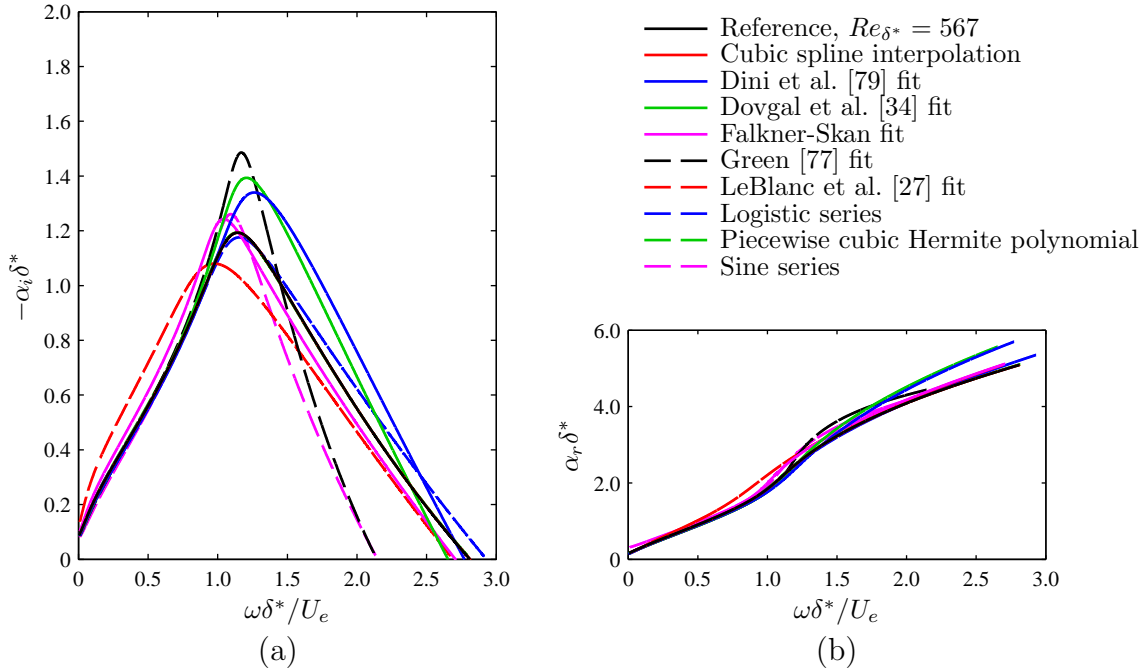 2.0
1.8
1.6
1.4
1.2
1.0
0.8
0.6
0.4
0.2
0
−αᵢδ*
0 0.5 1.0 1.5 2.0 2.5 3.0
ωδ*/Uₑ
(a)
Reference, Re_δ* = 567
Cubic spline interpolation
Dini et al. [79] fit
Dovgal et al. [34] fit
Falkner-Skan fit
Green [77] fit
LeBlanc et al. [27] fit
Logistic series
Piecewise cubic Hermite polynomial
Sine series
6.0
4.0
2.0
0
αᵣδ*
0 0.5 1.0 1.5 2.0 2.5 3.0
ωδ*/Uₑ
(b)